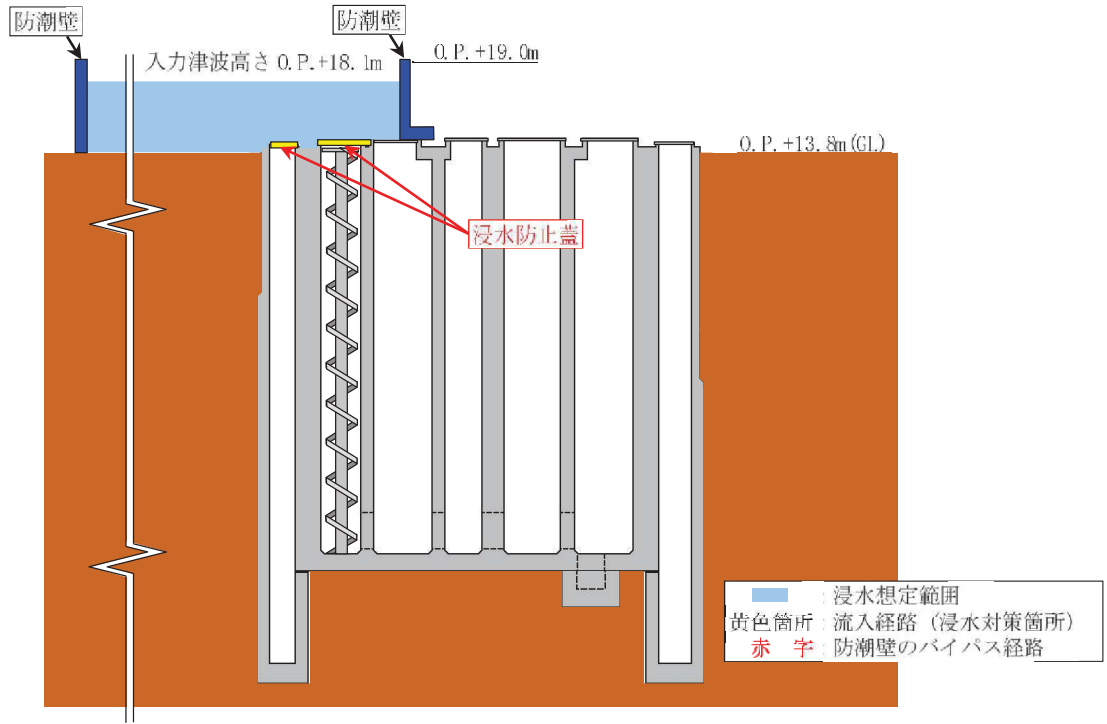 防潮壁
防潮壁
入力津波高さ O.P.+18.1m
O.P.+19.0m
O.P.+13.8m(GL)
浸水防止蓋
：浸水想定範囲
黄色箇所：流入経路（浸水対策箇所）
赤　字：防潮壁のバイパス経路